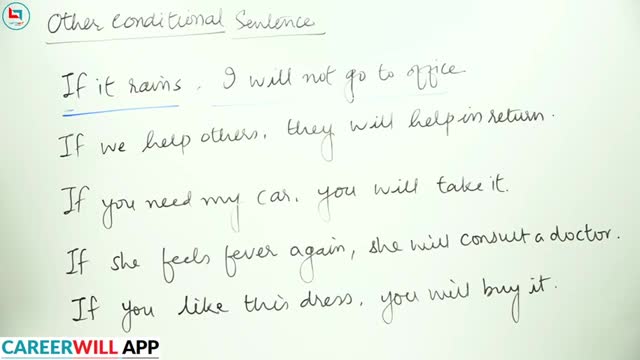 Other Conditional Sentence
If it rains, I will not go to office
If we help others, they will help in return.
If you need my car, you will take it.
If she feels fever again, she will consult a doctor.
If you like this dress, you will buy it.
CAREERWILL APP